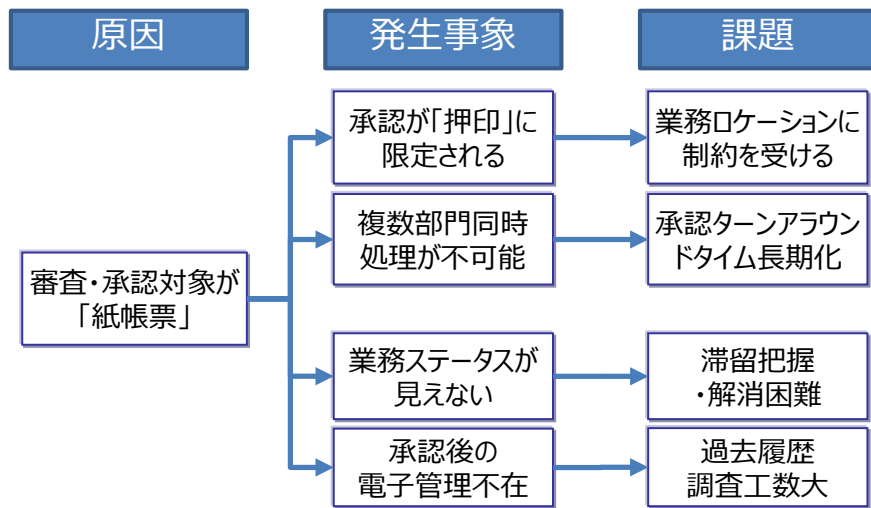 原因
発生事象
課題
審査・承認対象が
「紙帳票」
承認が「押印」に
限定される
業務ロケーションに
制約を受ける
複数部門同時
処理が不可能
承認ターンアラウン
ドタイム長期化
業務ステータスが
見えない
滞留把握
・解消困難
承認後の
電子管理不在
過去履歴
調査工数大